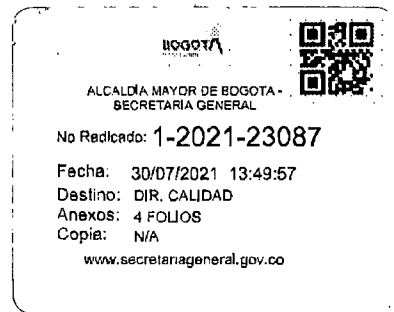 BOGOTÁ
ALCALDÍA MAYOR DE BOGOTA -
SECRETARIA GENERAL
No Radicado: 1-2021-23087
Fecha: 30/07/2021 13:49:57
Destino: DIR. CALIDAD
Anexos: 4 FOLIOS
Copia: N/A
www.secretariageneral.gov.co